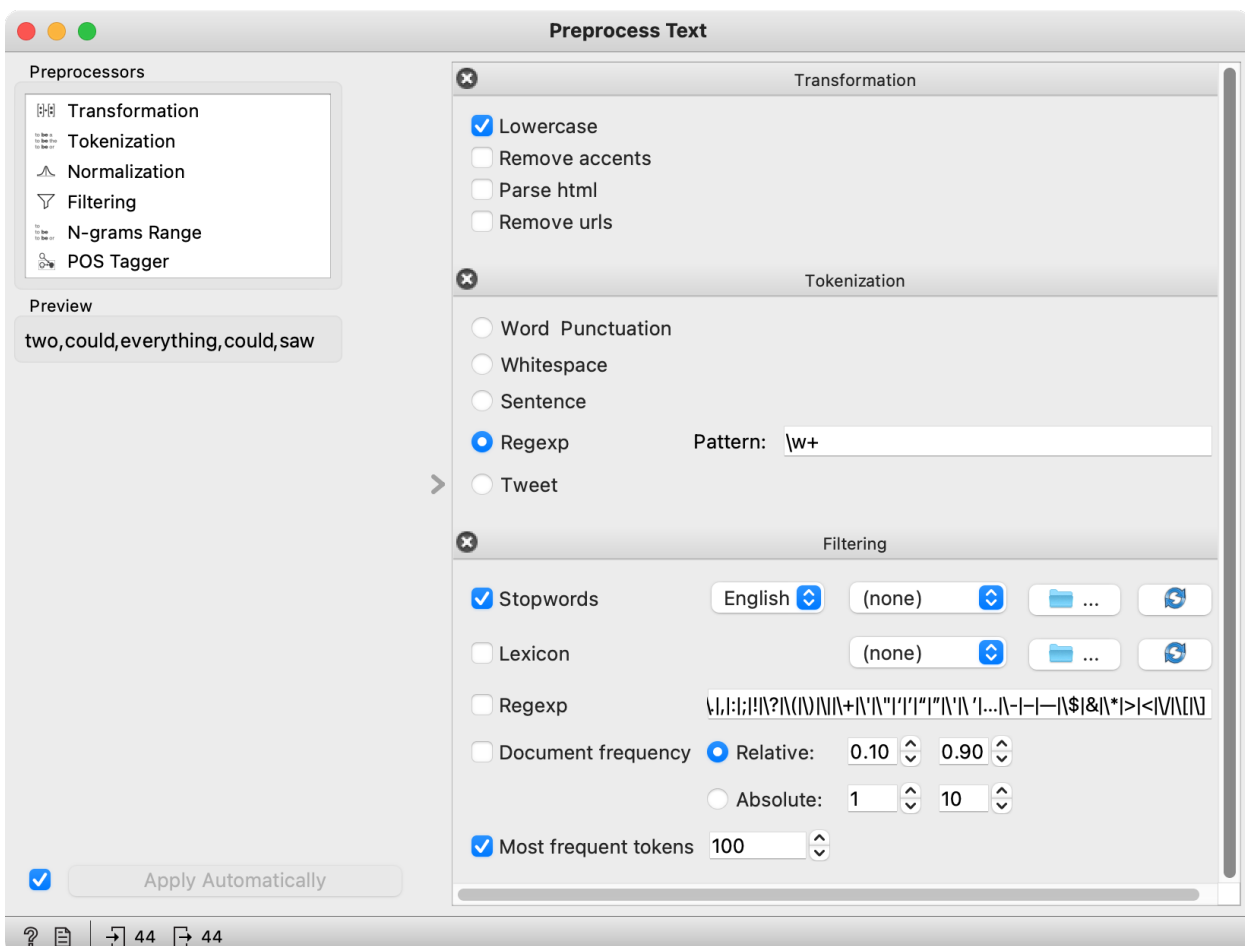 Preprocess Text
Preprocessors
Transformation
Tokenization
Normalization
Filtering
N-grams Range
POS Tagger
Preview
two,could,everything,could,saw
Apply Automatically
44 44
Transformation
Lowercase
Remove accents
Parse html
Remove urls
Tokenization
Word Punctuation
Whitespace
Sentence
Regexp Pattern: \w+
Tweet
Filtering
Stopwords English (none) ...
Lexicon (none) ...
Regexp \.|,|:|;|!|\?|\(|\)|\||\+|\'|\"|‘|’|“|”|\'|\ ’|…|\-|–|—|\$|&|\*|>|<|\/|\[|\]
Document frequency Relative: 0.10 0.90
Absolute: 1 10
Most frequent tokens 100